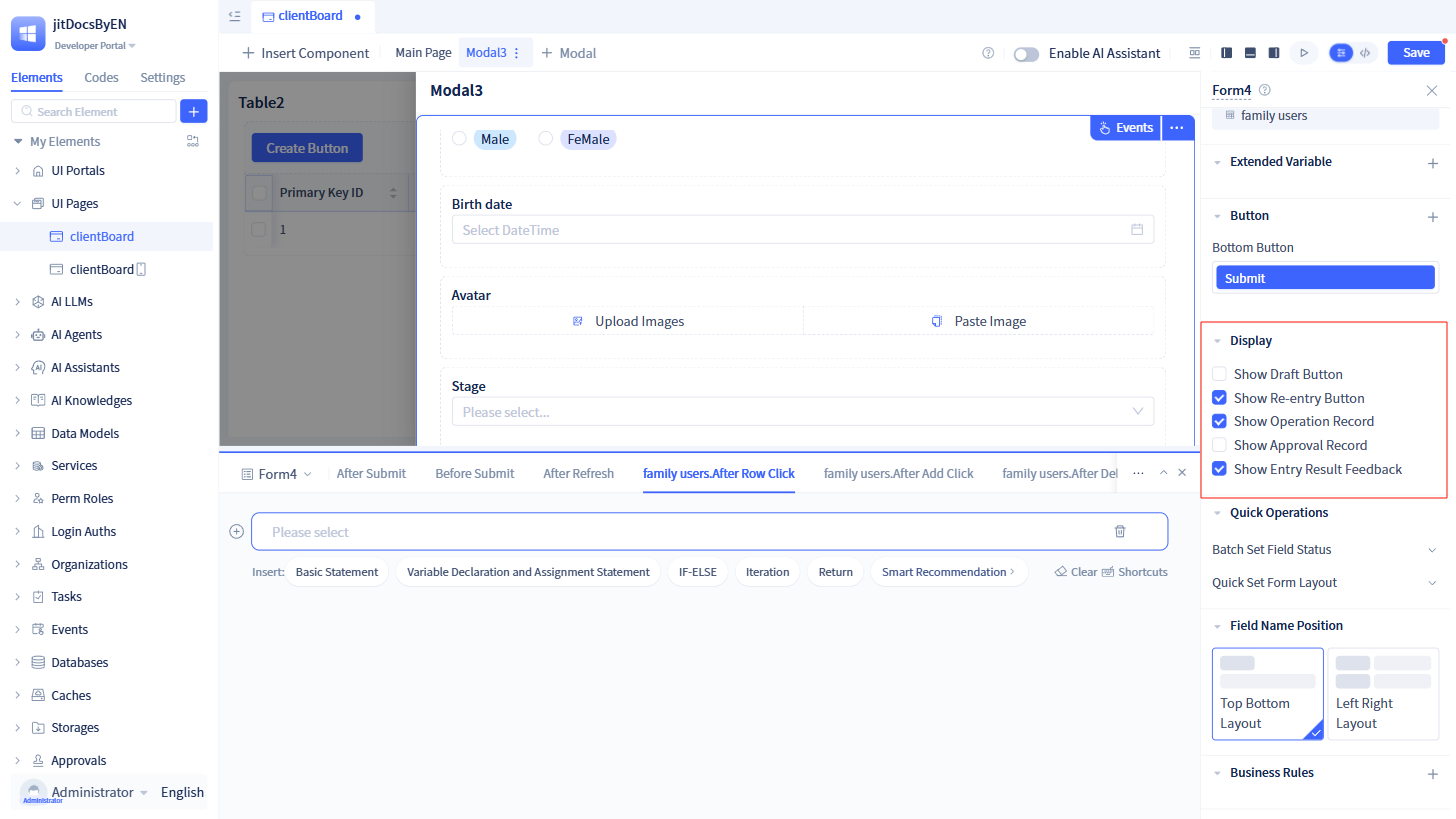 jitDocsByEN
Developer Portal
Elements
Codes
Settings
Search Element
My Elements
UI Portals
UI Pages
clientBoard
clientBoard
AI LLMs
AI Agents
AI Assistants
AI Knowledges
Data Models
Services
Perm Roles
Login Auths
Organizations
Tasks
Events
Databases
Caches
Storages
Approvals
Administrator
Administrator
English
clientBoard
Insert Component
Main Page
Modal3
Modal
Enable AI Assistant
Save
Table2
Create Button
Primary Key ID
1
Modal3
Events
Male
FeMale
Birth date
Select DateTime
Avatar
Upload Images
Paste Image
Stage
Please select...
Form4
After Submit
Before Submit
After Refresh
family users.After Row Click
family users.After Add Click
family users.After Del
Please select
Insert:
Basic Statement
Variable Declaration and Assignment Statement
IF-ELSE
Iteration
Return
Smart Recommendation
Clear
Shortcuts
Form4
family users
Extended Variable
Button
Bottom Button
Submit
Display
Show Draft Button
Show Re-entry Button
Show Operation Record
Show Approval Record
Show Entry Result Feedback
Quick Operations
Batch Set Field Status
Quick Set Form Layout
Field Name Position
Top Bottom
Layout
Left Right
Layout
Business Rules